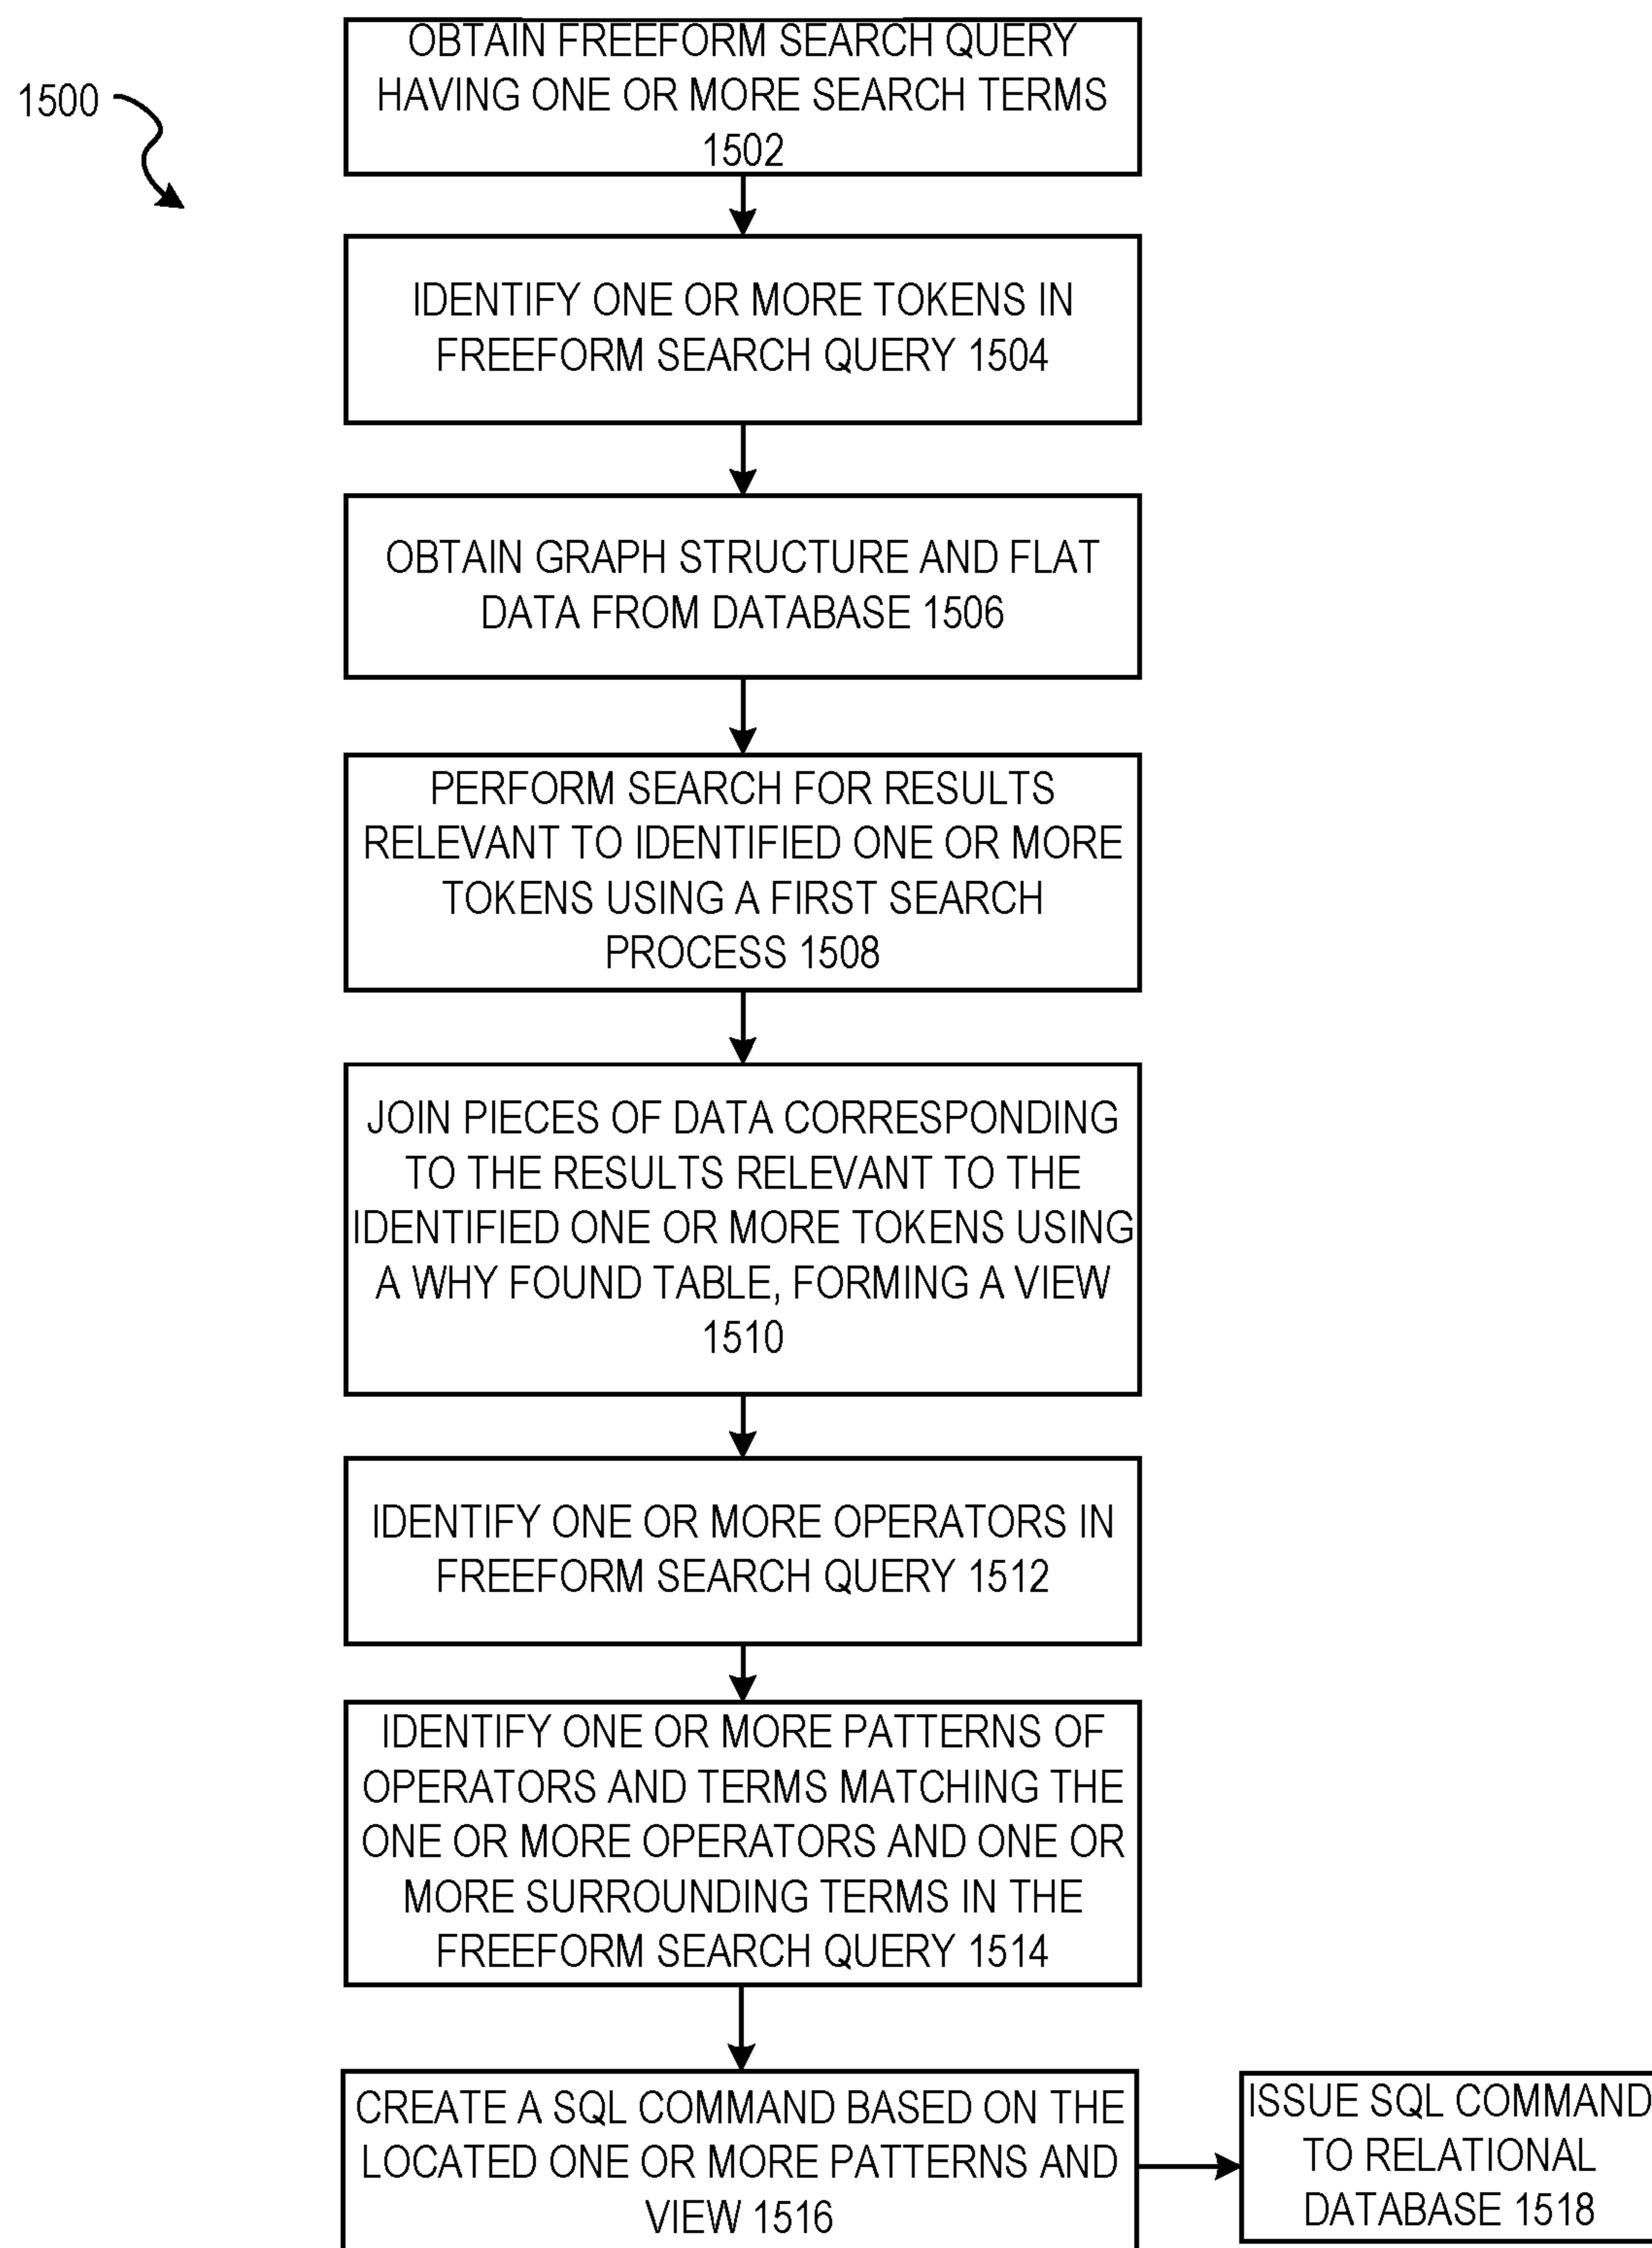 1500
OBTAIN FREEFORM SEARCH QUERY
HAVING ONE OR MORE SEARCH TERMS
1502
IDENTIFY ONE OR MORE TOKENS IN
FREEFORM SEARCH QUERY 1504
OBTAIN GRAPH STRUCTURE AND FLAT
DATA FROM DATABASE 1506
PERFORM SEARCH FOR RESULTS
RELEVANT TO IDENTIFIED ONE OR MORE
TOKENS USING A FIRST SEARCH
PROCESS 1508
JOIN PIECES OF DATA CORRESPONDING
TO THE RESULTS RELEVANT TO THE
IDENTIFIED ONE OR MORE TOKENS USING
A WHY FOUND TABLE, FORMING A VIEW
1510
IDENTIFY ONE OR MORE OPERATORS IN
FREEFORM SEARCH QUERY 1512
IDENTIFY ONE OR MORE PATTERNS OF
OPERATORS AND TERMS MATCHING THE
ONE OR MORE OPERATORS AND ONE OR
MORE SURROUNDING TERMS IN THE
FREEFORM SEARCH QUERY 1514
CREATE A SQL COMMAND BASED ON THE
LOCATED ONE OR MORE PATTERNS AND
VIEW 1516
ISSUE SQL COMMAND
TO RELATIONAL
DATABASE 1518